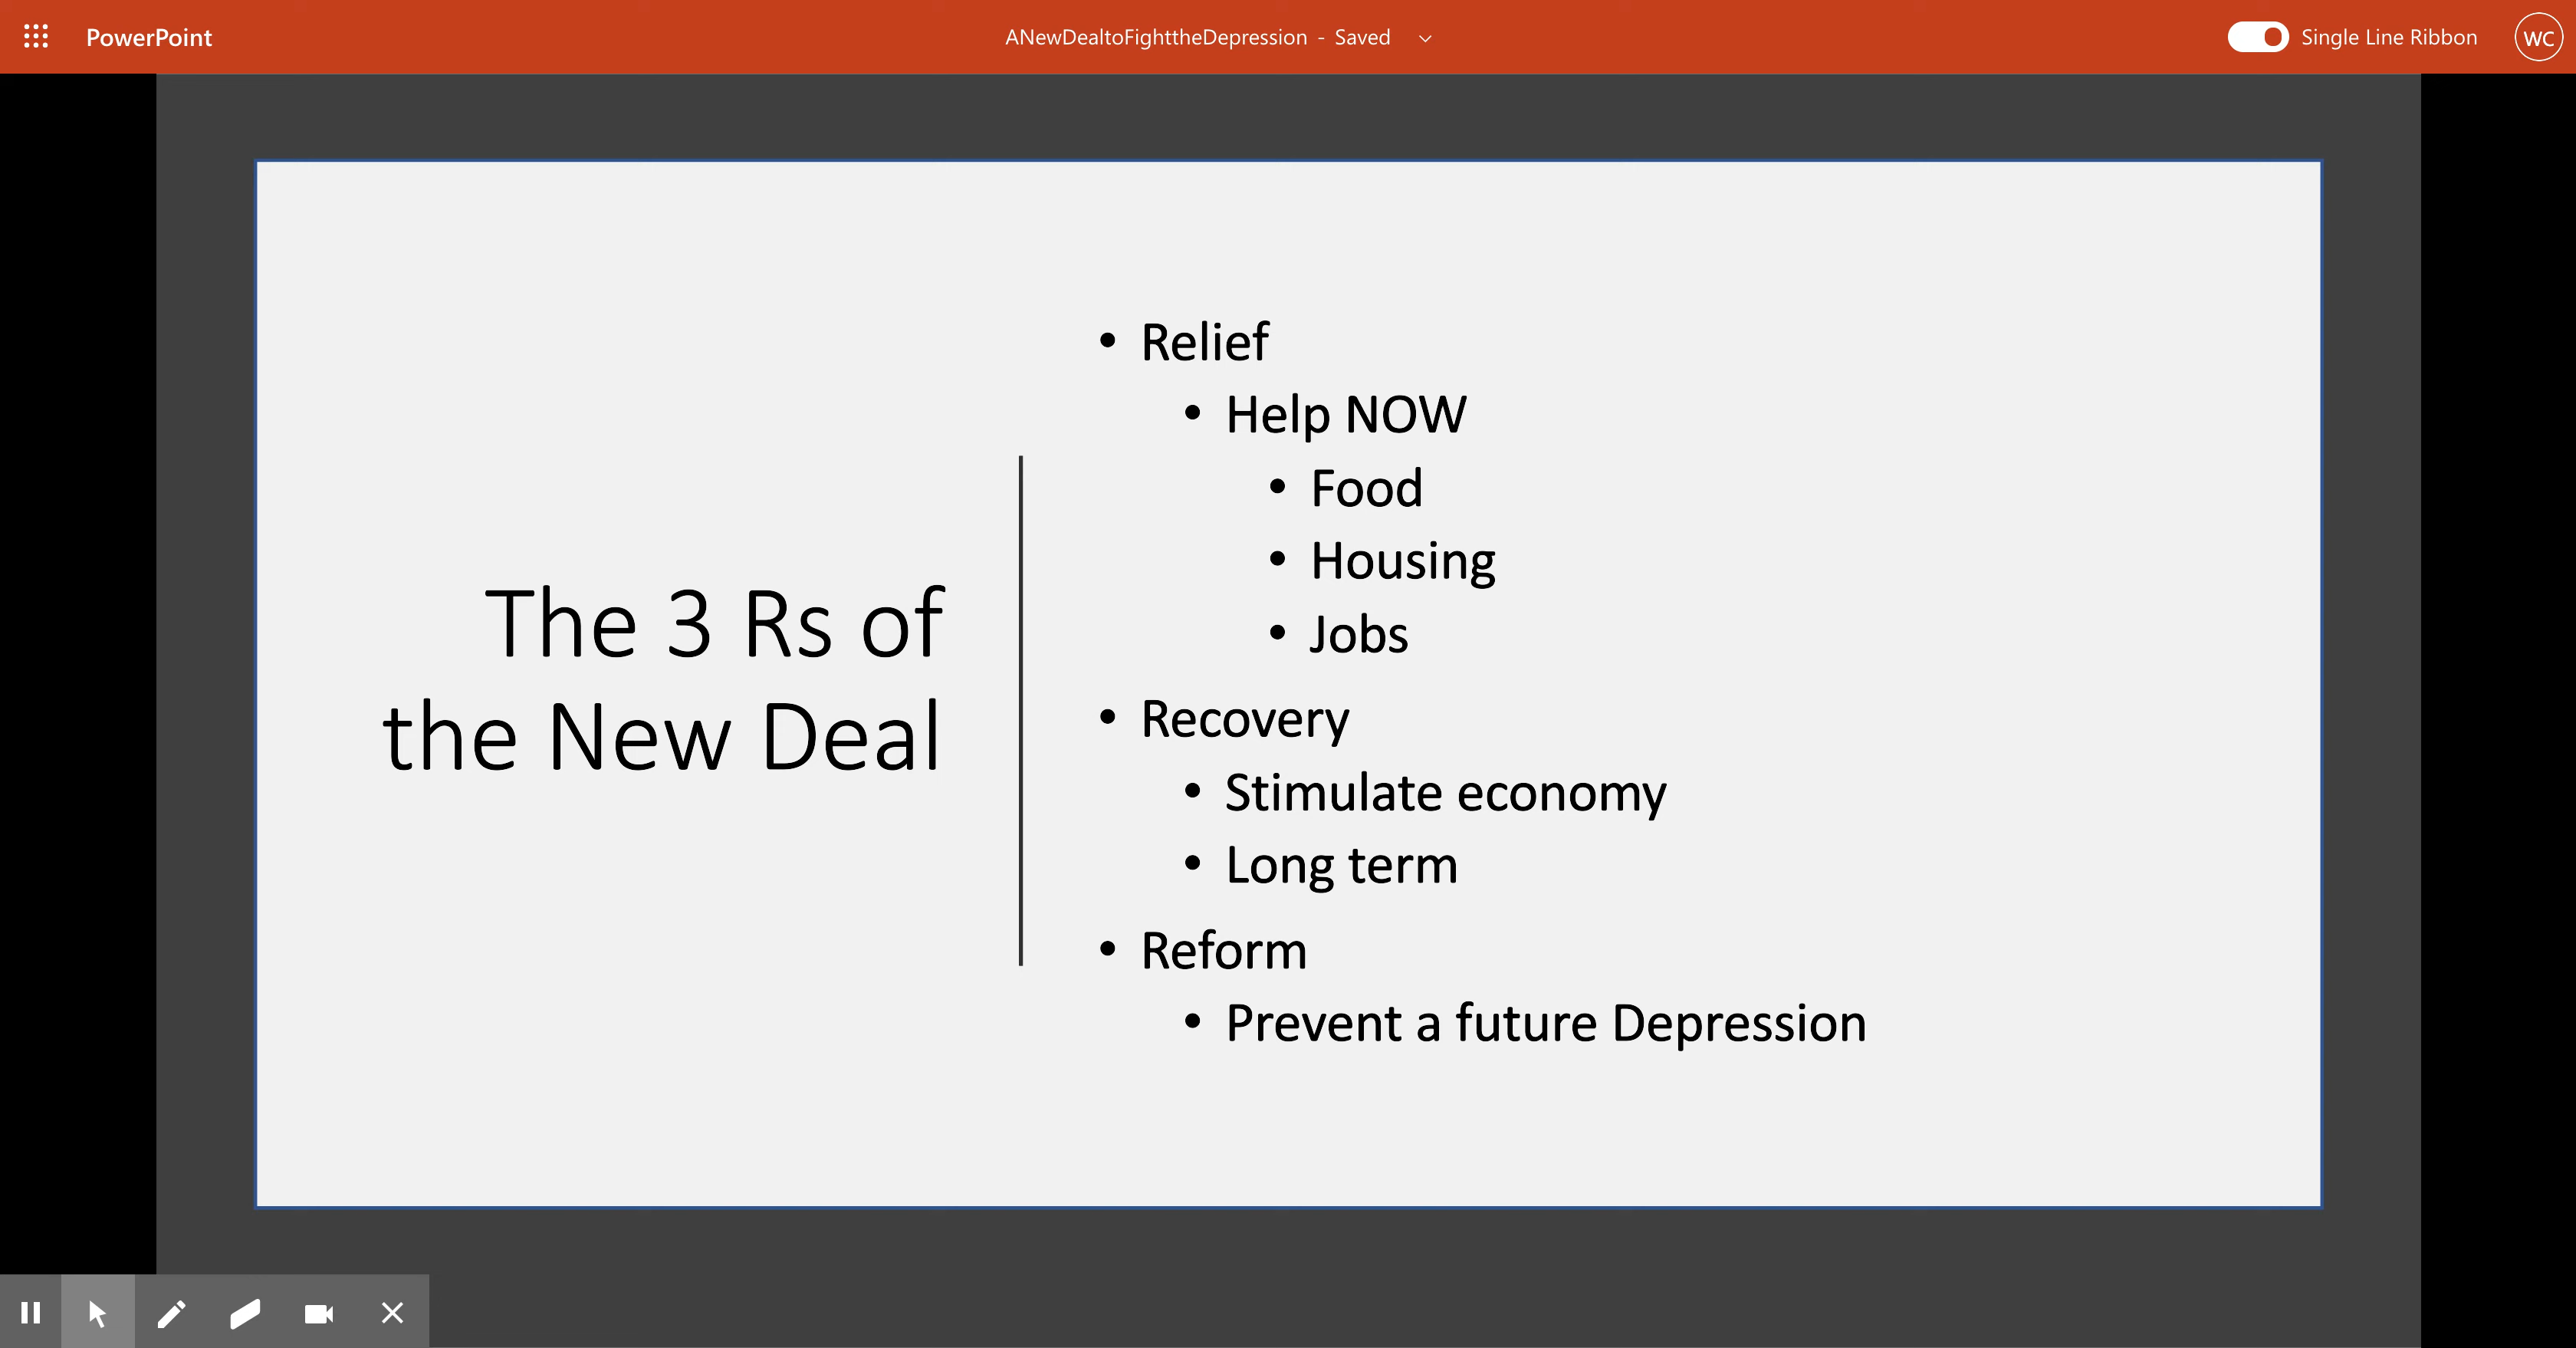 PowerPoint
ANewDealtoFighttheDepression - Saved
Single Line Ribbon
WC
The 3 Rs of
the New Deal
• Relief
• Help NOW
• Food
• Housing
• Jobs
• Recovery
• Stimulate economy
• Long term
• Reform
• Prevent a future Depression